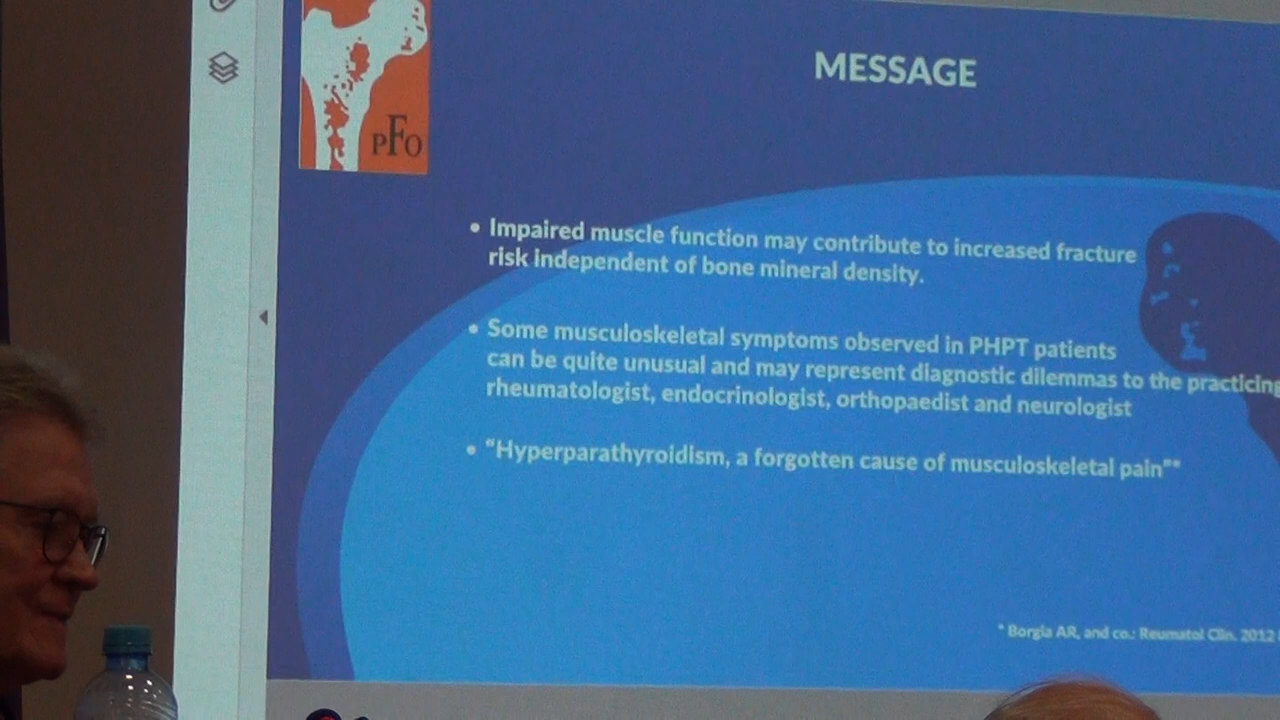 PFO
MESSAGE
• Impaired muscle function may contribute to increased fracture
risk independent of bone mineral density.
• Some musculoskeletal symptoms observed in PHPT patients
can be quite unusual and may represent diagnostic dilemmas to the practicing
rheumatologist, endocrinologist, orthopaedist and neurologist
• “Hyperparathyroidism, a forgotten cause of musculoskeletal pain”*
* Borgia AR, and co.: Reumatol Clin. 2012